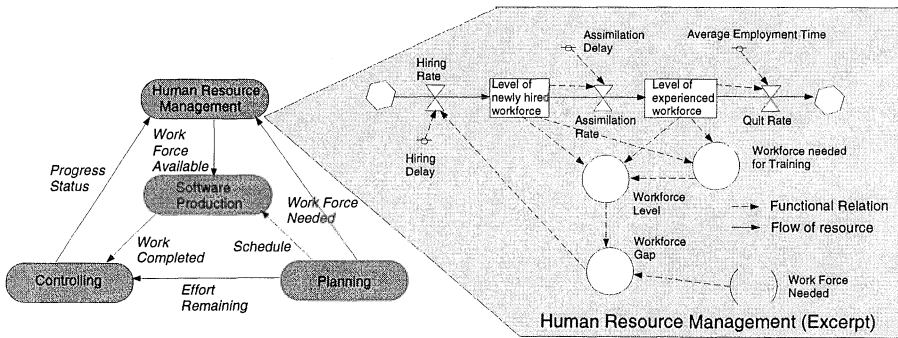 Human Resource
Management
Work
Force
Available
Progress
Status
Software
Production
Work Force
Needed
Work
Completed
Schedule
Controlling
Planning
Effort
Remaining
Assimilation
Delay
Average Employment Time
Hiring
Rate
Level of
newly hired
workforce
Level of
experienced
workforce
Assimilation
Rate
Quit Rate
Hiring
Delay
Workforce needed
for Training
Workforce
Level
Functional Relation
Flow of resource
Workforce
Gap
Work Force
Needed
Human Resource Management (Excerpt)